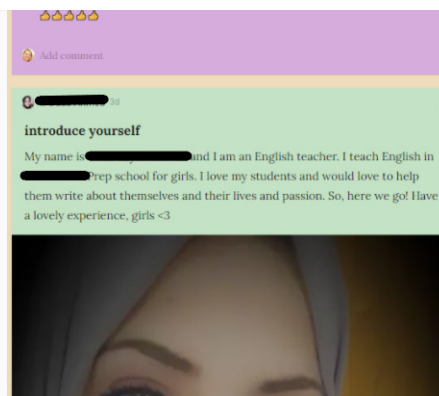 Add comment
3d
introduce yourself
My name is and I am an English teacher. I teach English in
Prep school for girls. I love my students and would love to help
them write about themselves and their lives and passion. So, here we go! Have
a lovely experience, girls <3